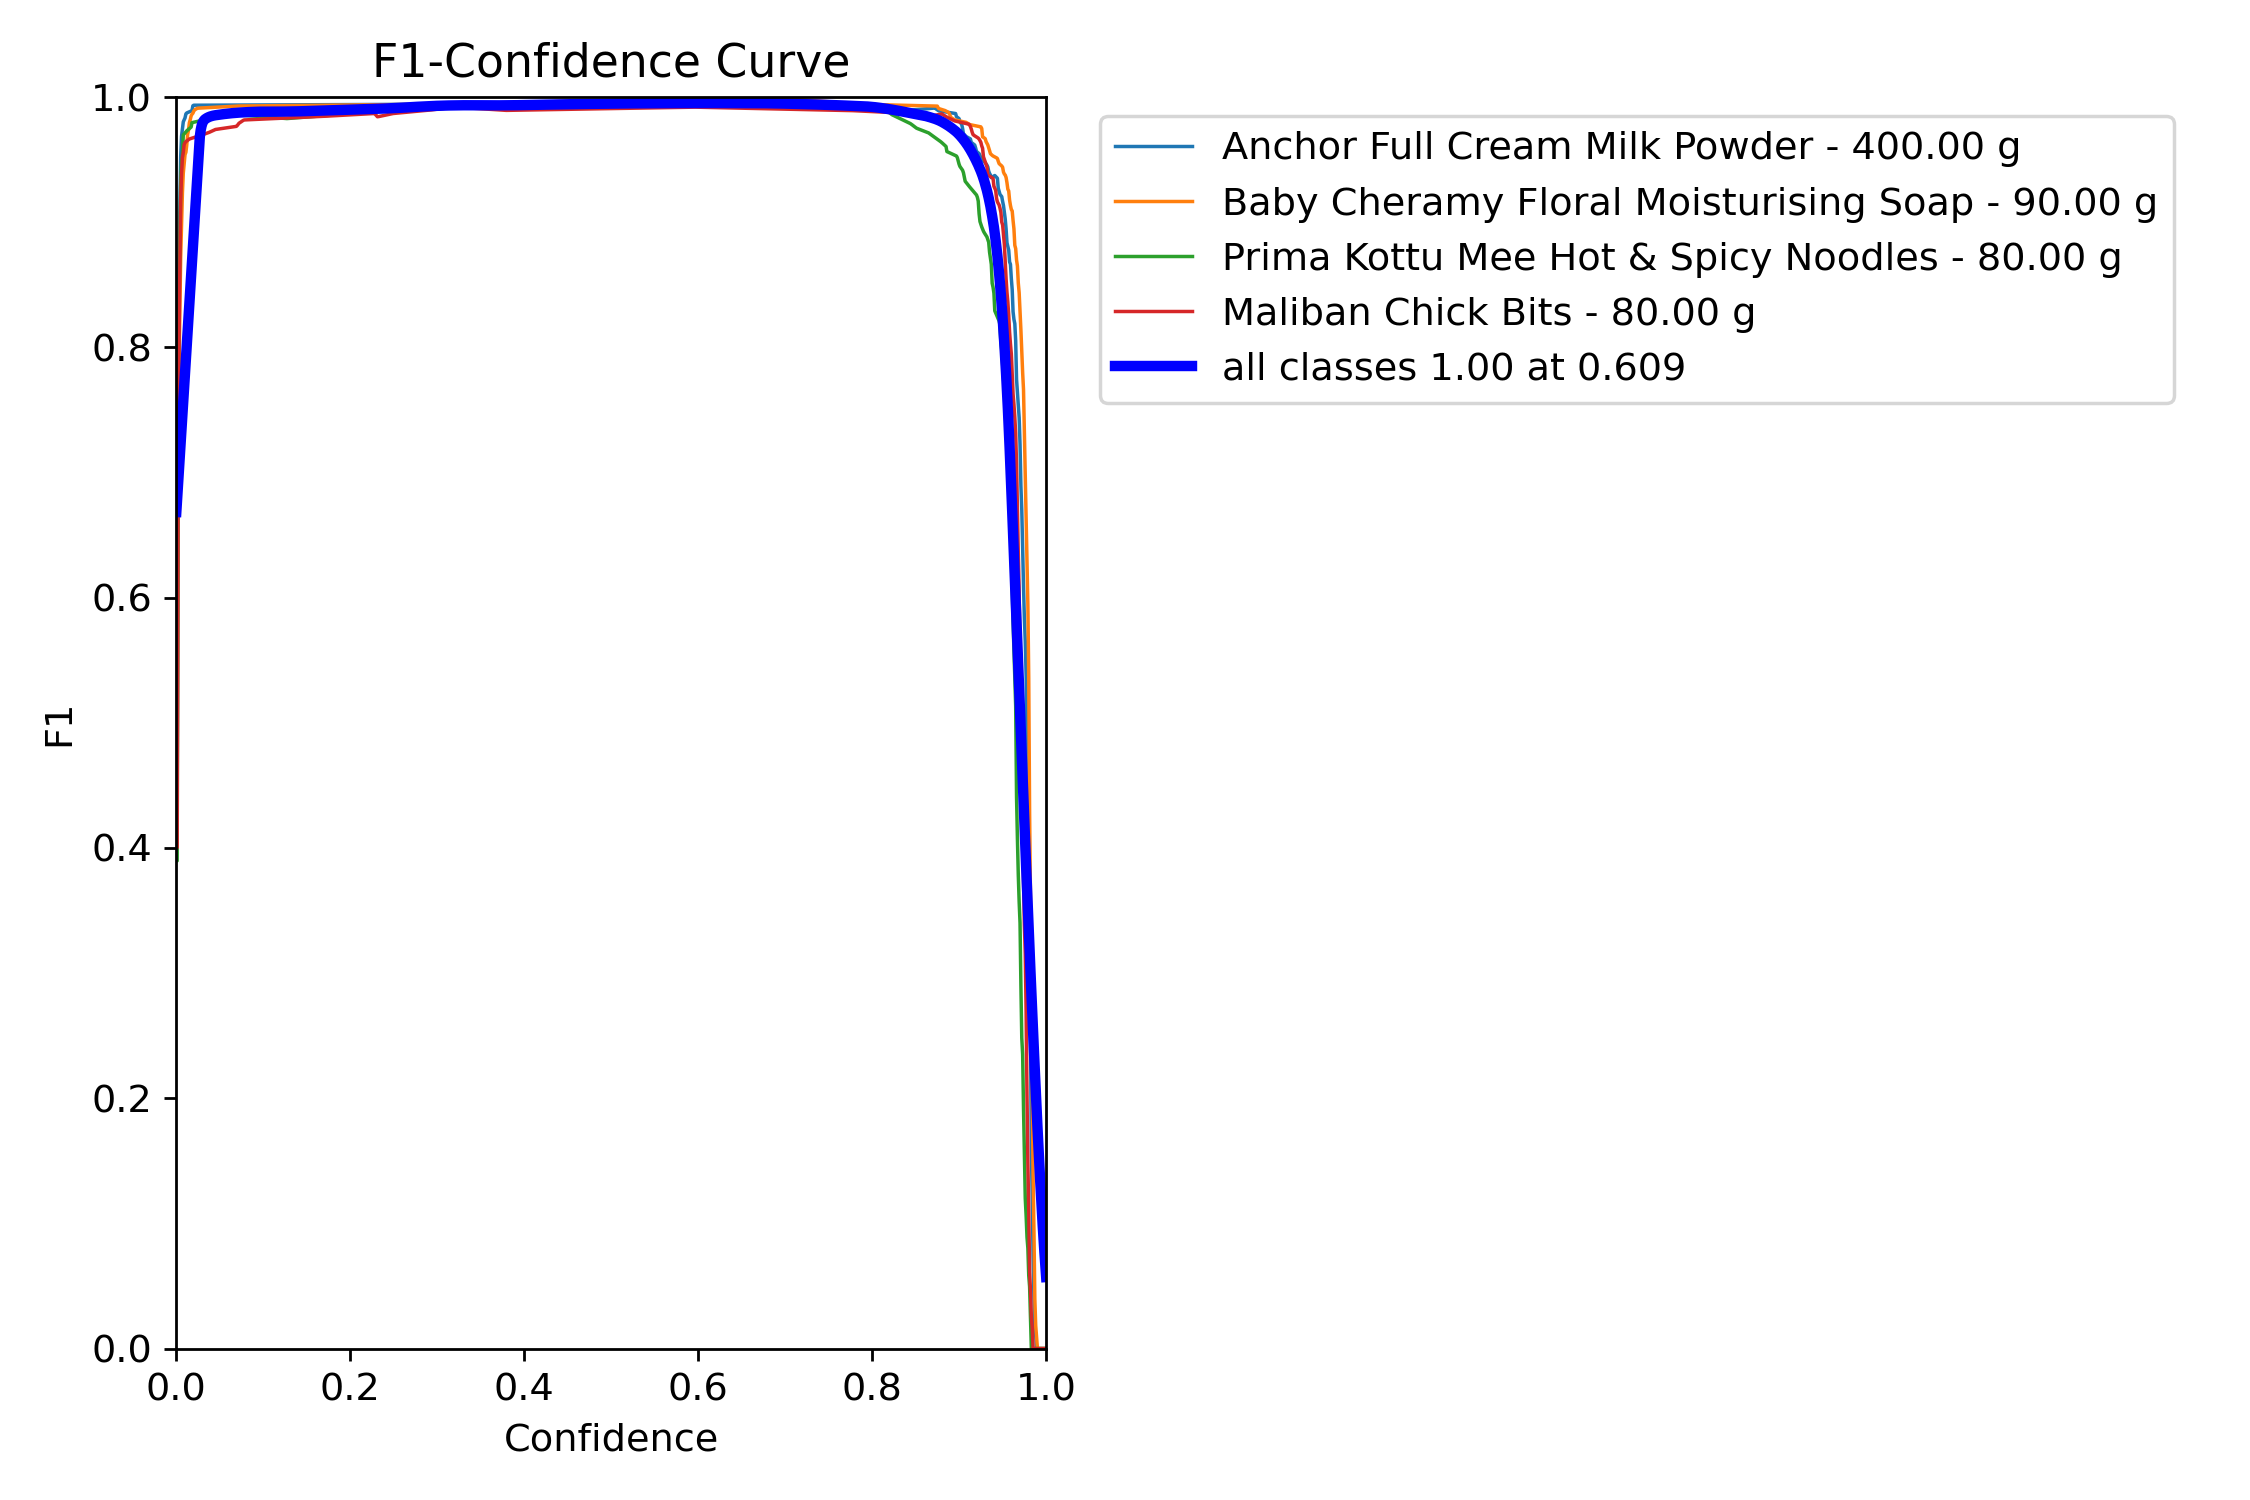 F1-Confidence Curve
1.0
0.8
0.6
0.4
0.2
0.0
F1
0.0 0.2 0.4 0.6 0.8 1.0
Confidence
Anchor Full Cream Milk Powder - 400.00 g
Baby Cheramy Floral Moisturising Soap - 90.00 g
Prima Kottu Mee Hot & Spicy Noodles - 80.00 g
Maliban Chick Bits - 80.00 g
all classes 1.00 at 0.609